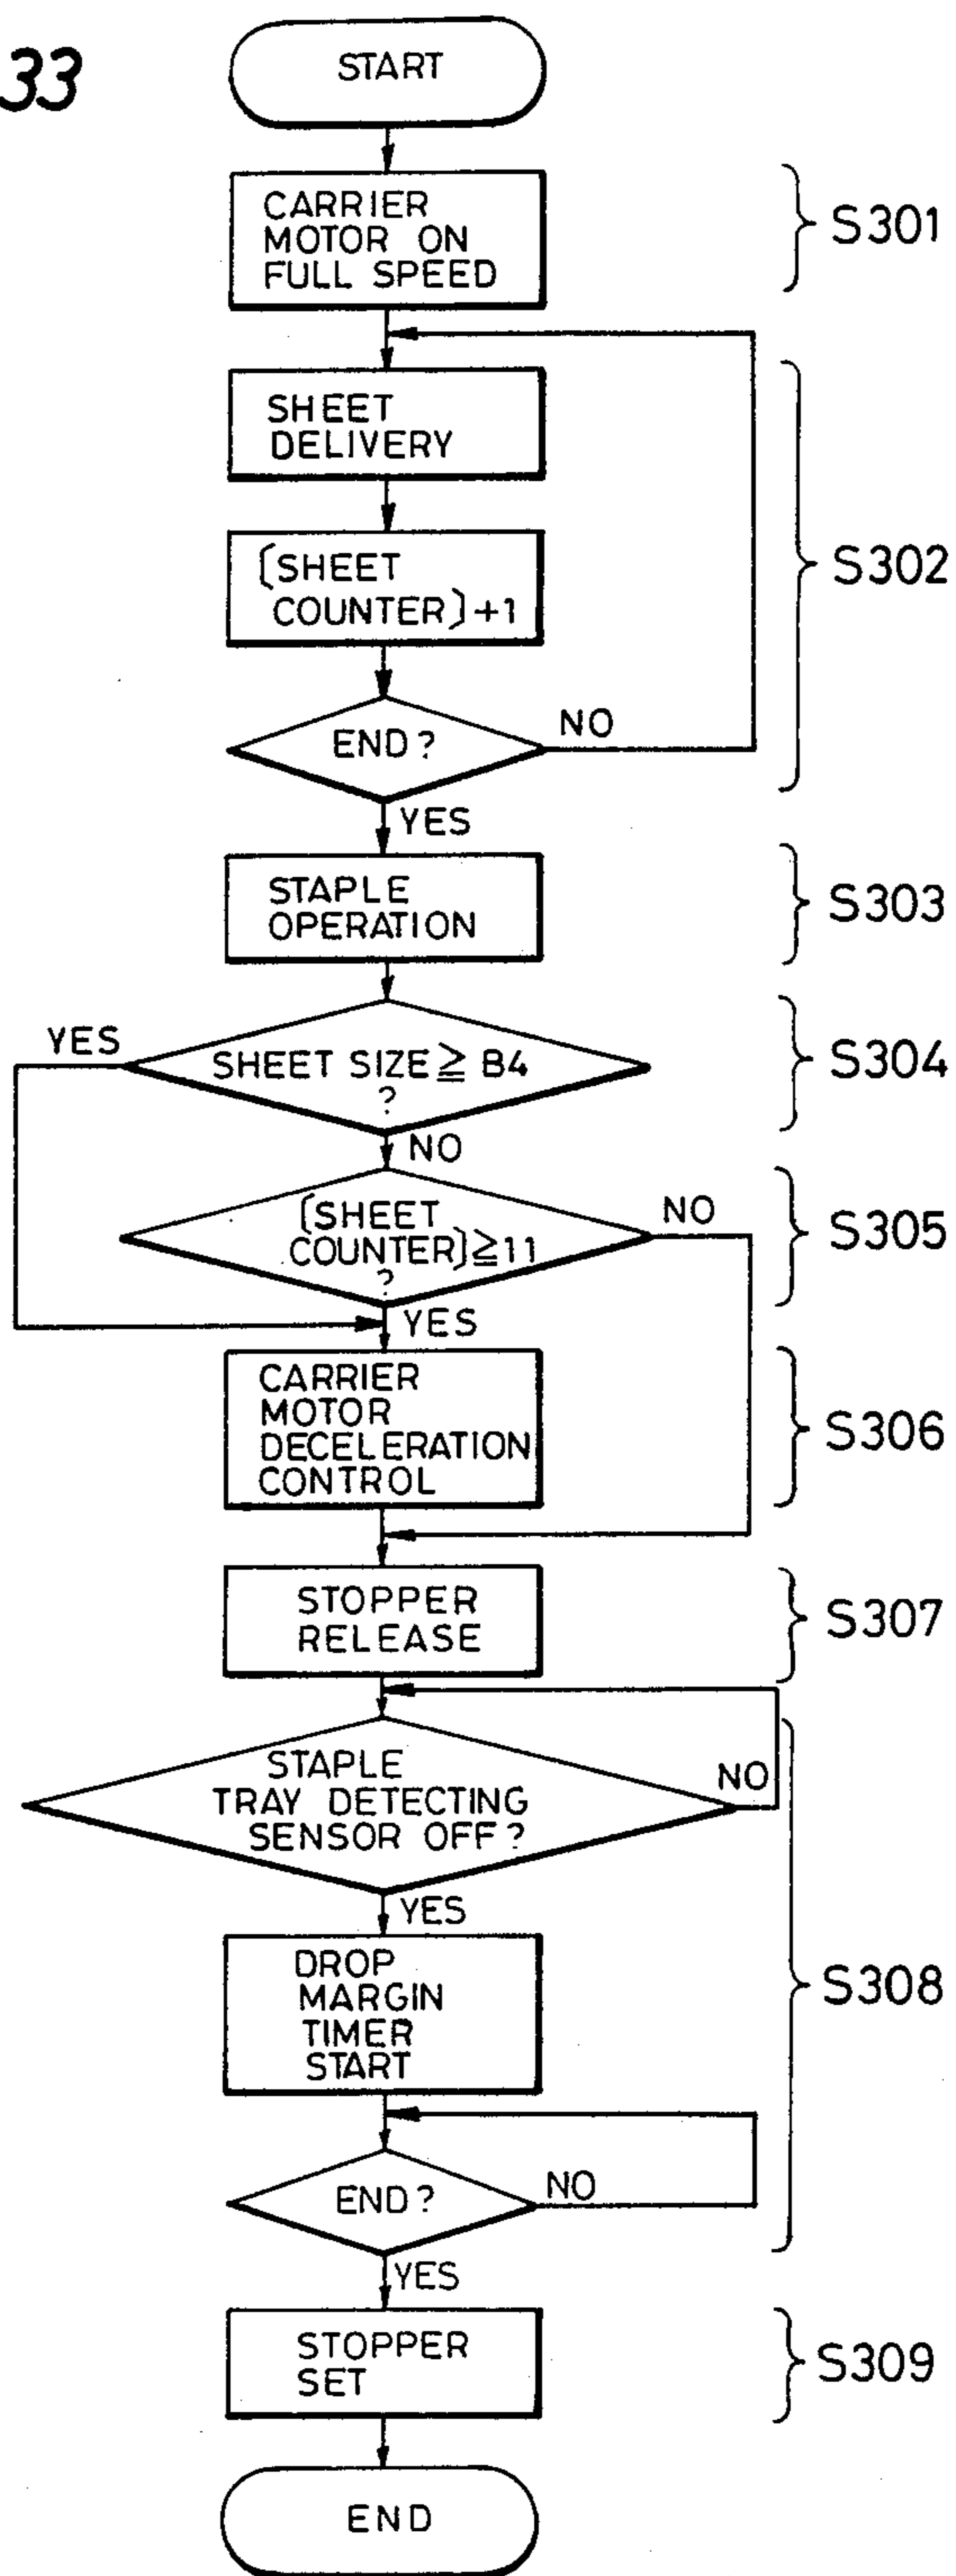 33
START
CARRIER
MOTOR ON
FULL SPEED
S301
SHEET
DELIVERY
[SHEET
COUNTER]+1
S302
END?
NO
YES
STAPLE
OPERATION
S303
YES
SHEET SIZE ≧ B4
?
S304
NO
[SHEET
COUNTER]≧11
?
NO
S305
YES
CARRIER
MOTOR
DECELERATION
CONTROL
S306
STOPPER
RELEASE
S307
STAPLE
TRAY DETECTING
SENSOR OFF?
NO
YES
DROP
MARGIN
TIMER
START
S308
END?
NO
YES
STOPPER
SET
S309
END